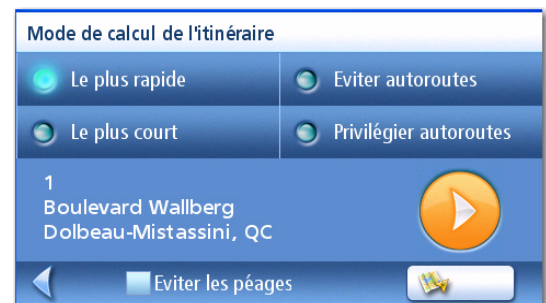 Mode de calcul de l'itinéraire
Le plus rapide
Eviter autoroutes
Le plus court
Privilégier autoroutes
1
Boulevard Wallberg
Dolbeau-Mistassini, QC
Eviter les péages